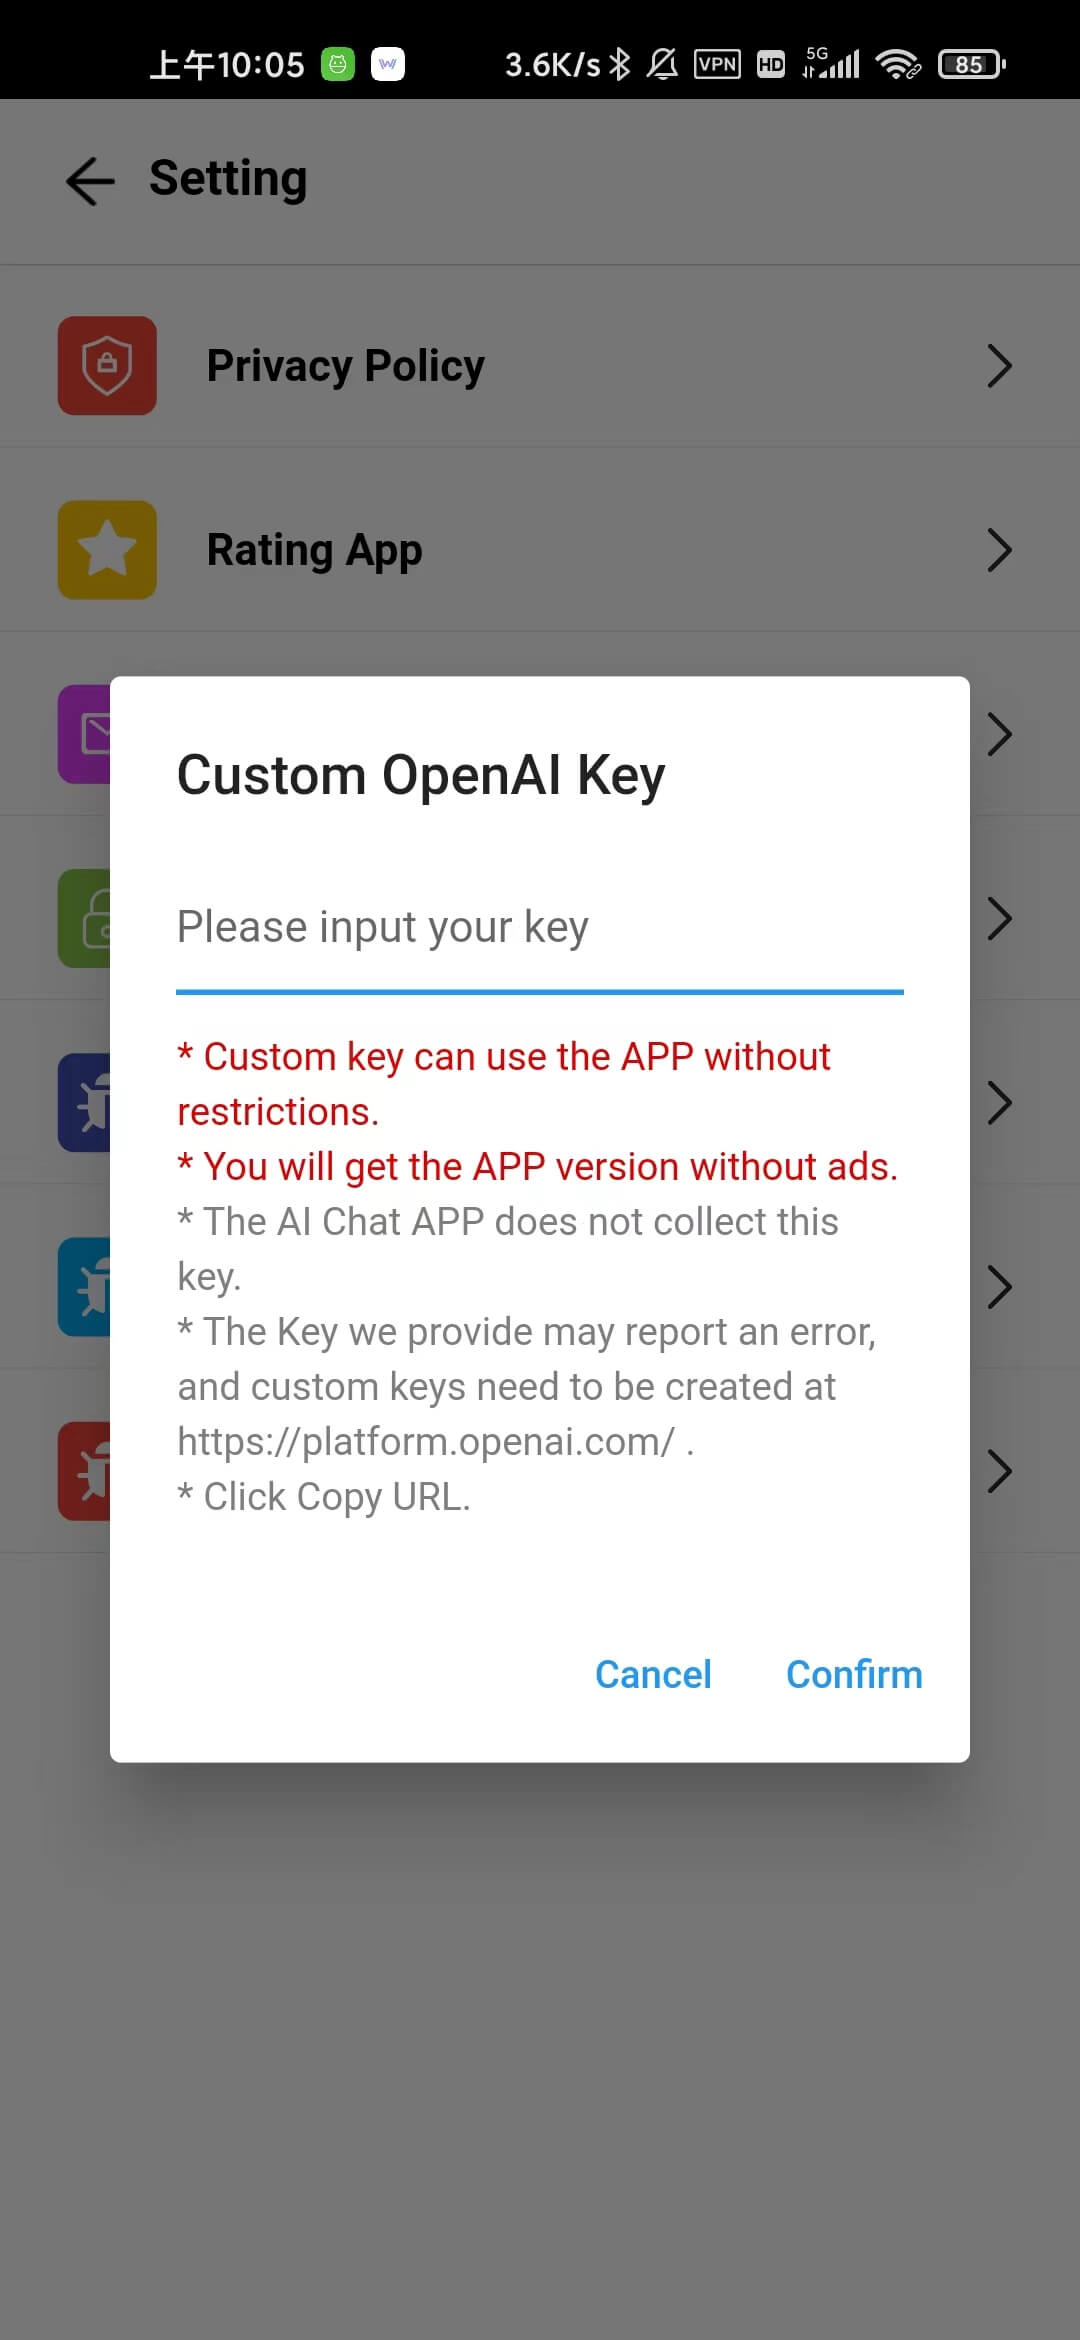 上午10:05 3.6K/s VPN HD 5G 85
Setting
Privacy Policy
Rating App
Custom OpenAI Key
Please input your key
* Custom key can use the APP without
restrictions.
* You will get the APP version without ads.
* The AI Chat APP does not collect this
key.
* The Key we provide may report an error,
and custom keys need to be created at
https://platform.openai.com/ .
* Click Copy URL.
Cancel Confirm